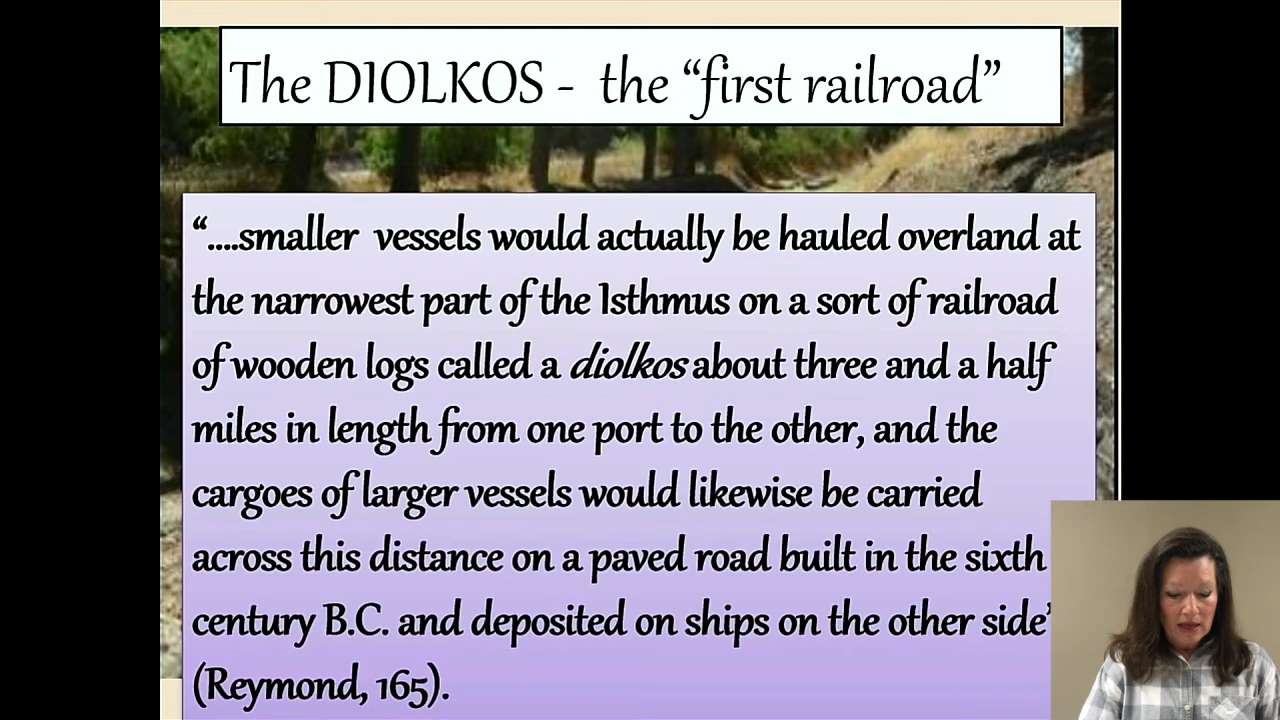 The DIOLKOS - the “first railroad”
“....smaller vessels would actually be hauled overland at
the narrowest part of the Isthmus on a sort of railroad
of wooden logs called a diolkos about three and a half
miles in length from one port to the other, and the
cargoes of larger vessels would likewise be carried
across this distance on a paved road built in the sixth
century B.C. and deposited on ships on the other side’
(Reymond, 165).